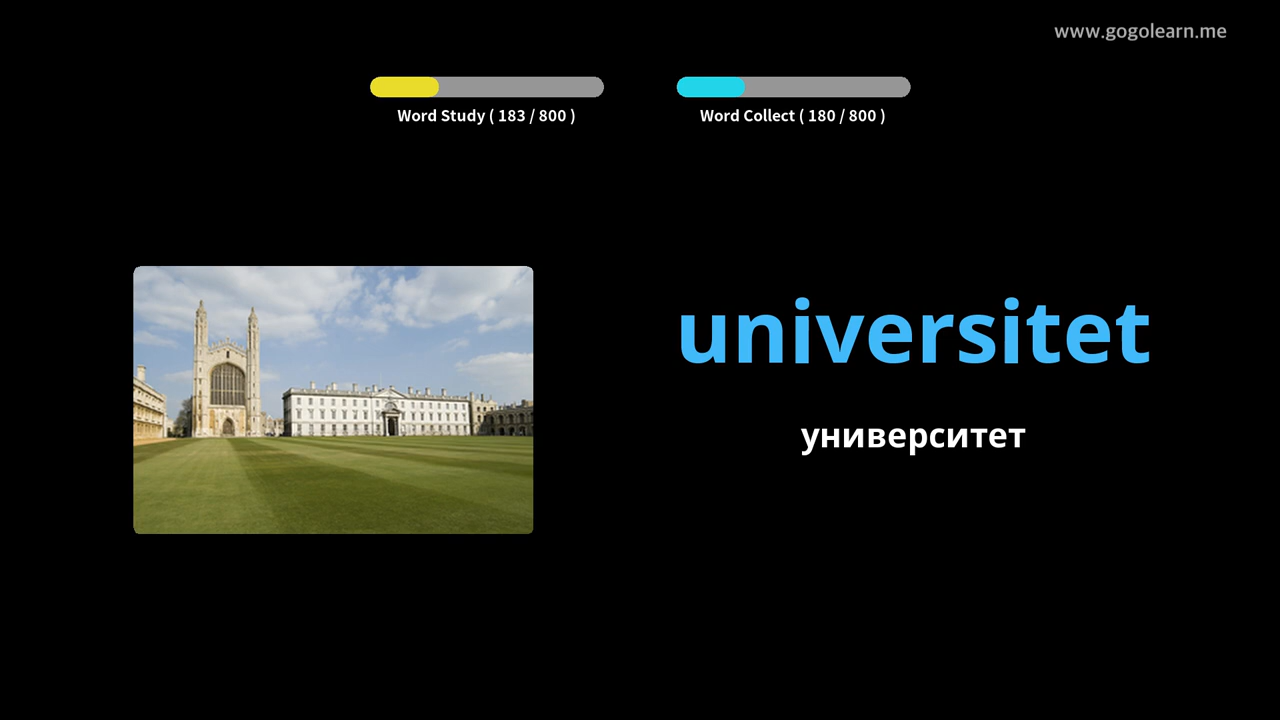 www.gogolearn.me
Word Study ( 183 / 800 )
Word Collect ( 180 / 800 )
universitet
университет